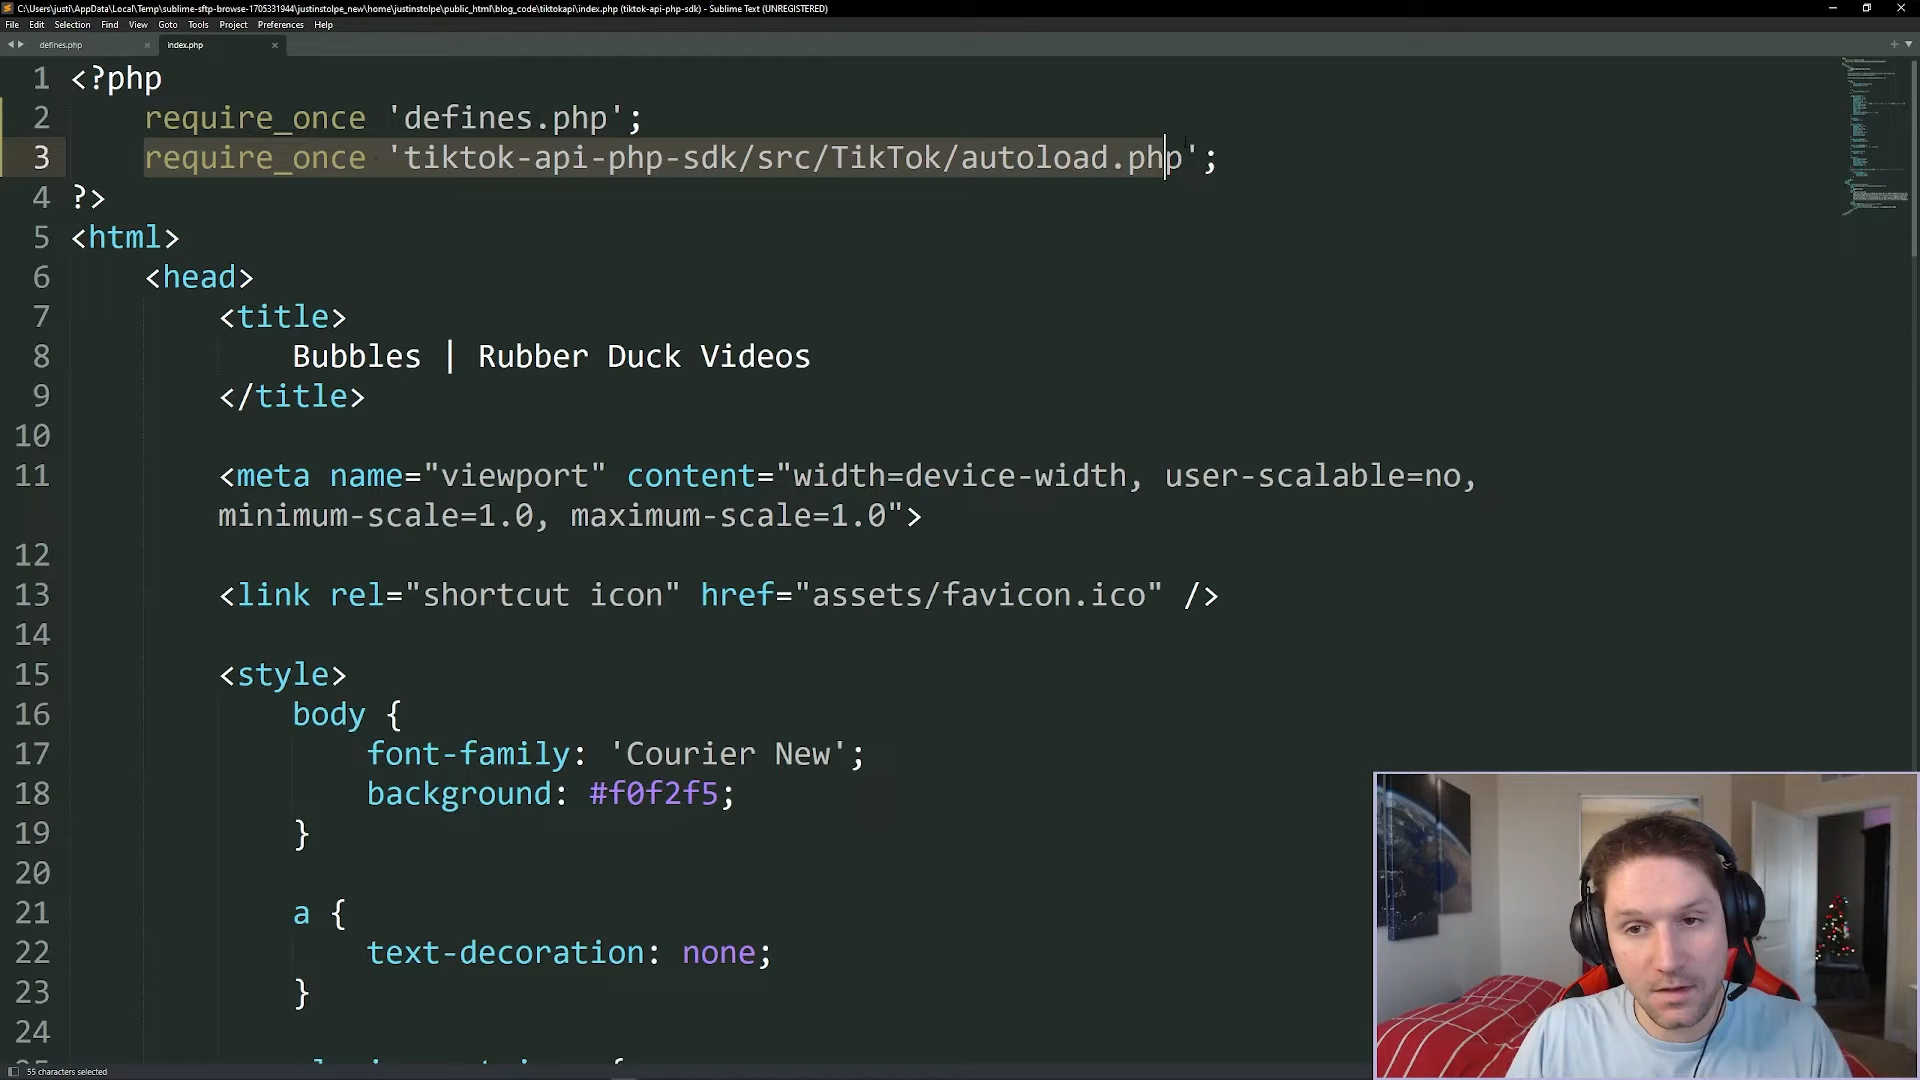 C:\Users\justi\AppData\Local\Temp\sublime-sftp-browse-1705331944\justinstolpe_new\home\justinstolpe\public_html\blog_code\tiktokapi\index.php (tiktok-api-php-sdk) - Sublime Text (UNREGISTERED)
File Edit Selection Find View Goto Tools Project Preferences Help
defines.php index.php
1 <?php
2 require_once 'defines.php';
3 require_once 'tiktok-api-php-sdk/src/TikTok/autoload.php';
4 ?>
5 <html>
6 <head>
7 <title>
8 Bubbles | Rubber Duck Videos
9 </title>
10
11 <meta name="viewport" content="width=device-width, user-scalable=no,
minimum-scale=1.0, maximum-scale=1.0">
12
13 <link rel="shortcut icon" href="assets/favicon.ico" />
14
15 <style>
16 body {
17 font-family: 'Courier New';
18 background: #f0f2f5;
19 }
20
21 a {
22 text-decoration: none;
23 }
24
55 characters selected